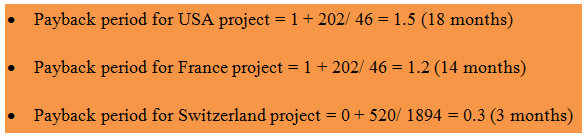 • Payback period for USA project = 1 + 202/ 46 = 1.5 (18 months)
• Payback period for France project = 1 + 202/ 46 = 1.2 (14 months)
• Payback period for Switzerland project = 0 + 520/ 1894 = 0.3 (3 months)